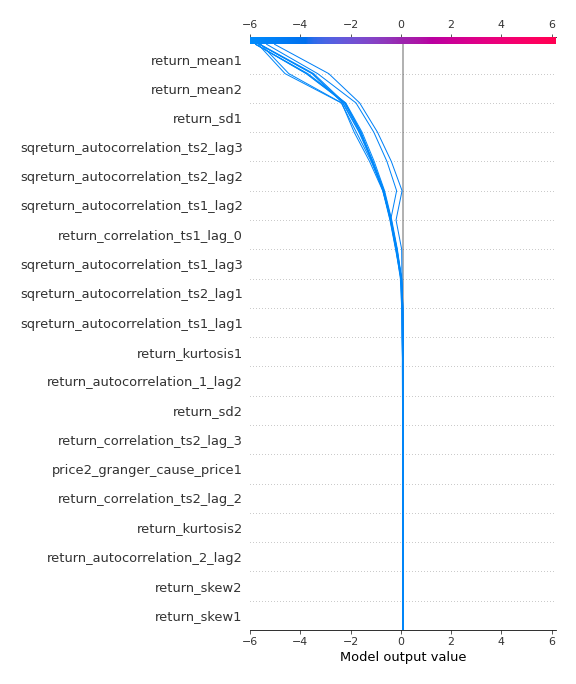 −6 −4 −2 0 2 4 6
return_mean1
return_mean2
return_sd1
sqreturn_autocorrelation_ts2_lag3
sqreturn_autocorrelation_ts2_lag2
sqreturn_autocorrelation_ts1_lag2
return_correlation_ts1_lag_0
sqreturn_autocorrelation_ts1_lag3
sqreturn_autocorrelation_ts2_lag1
sqreturn_autocorrelation_ts1_lag1
return_kurtosis1
return_autocorrelation_1_lag2
return_sd2
return_correlation_ts2_lag_3
price2_granger_cause_price1
return_correlation_ts2_lag_2
return_kurtosis2
return_autocorrelation_2_lag2
return_skew2
return_skew1
−6 −4 −2 0 2 4 6
Model output value